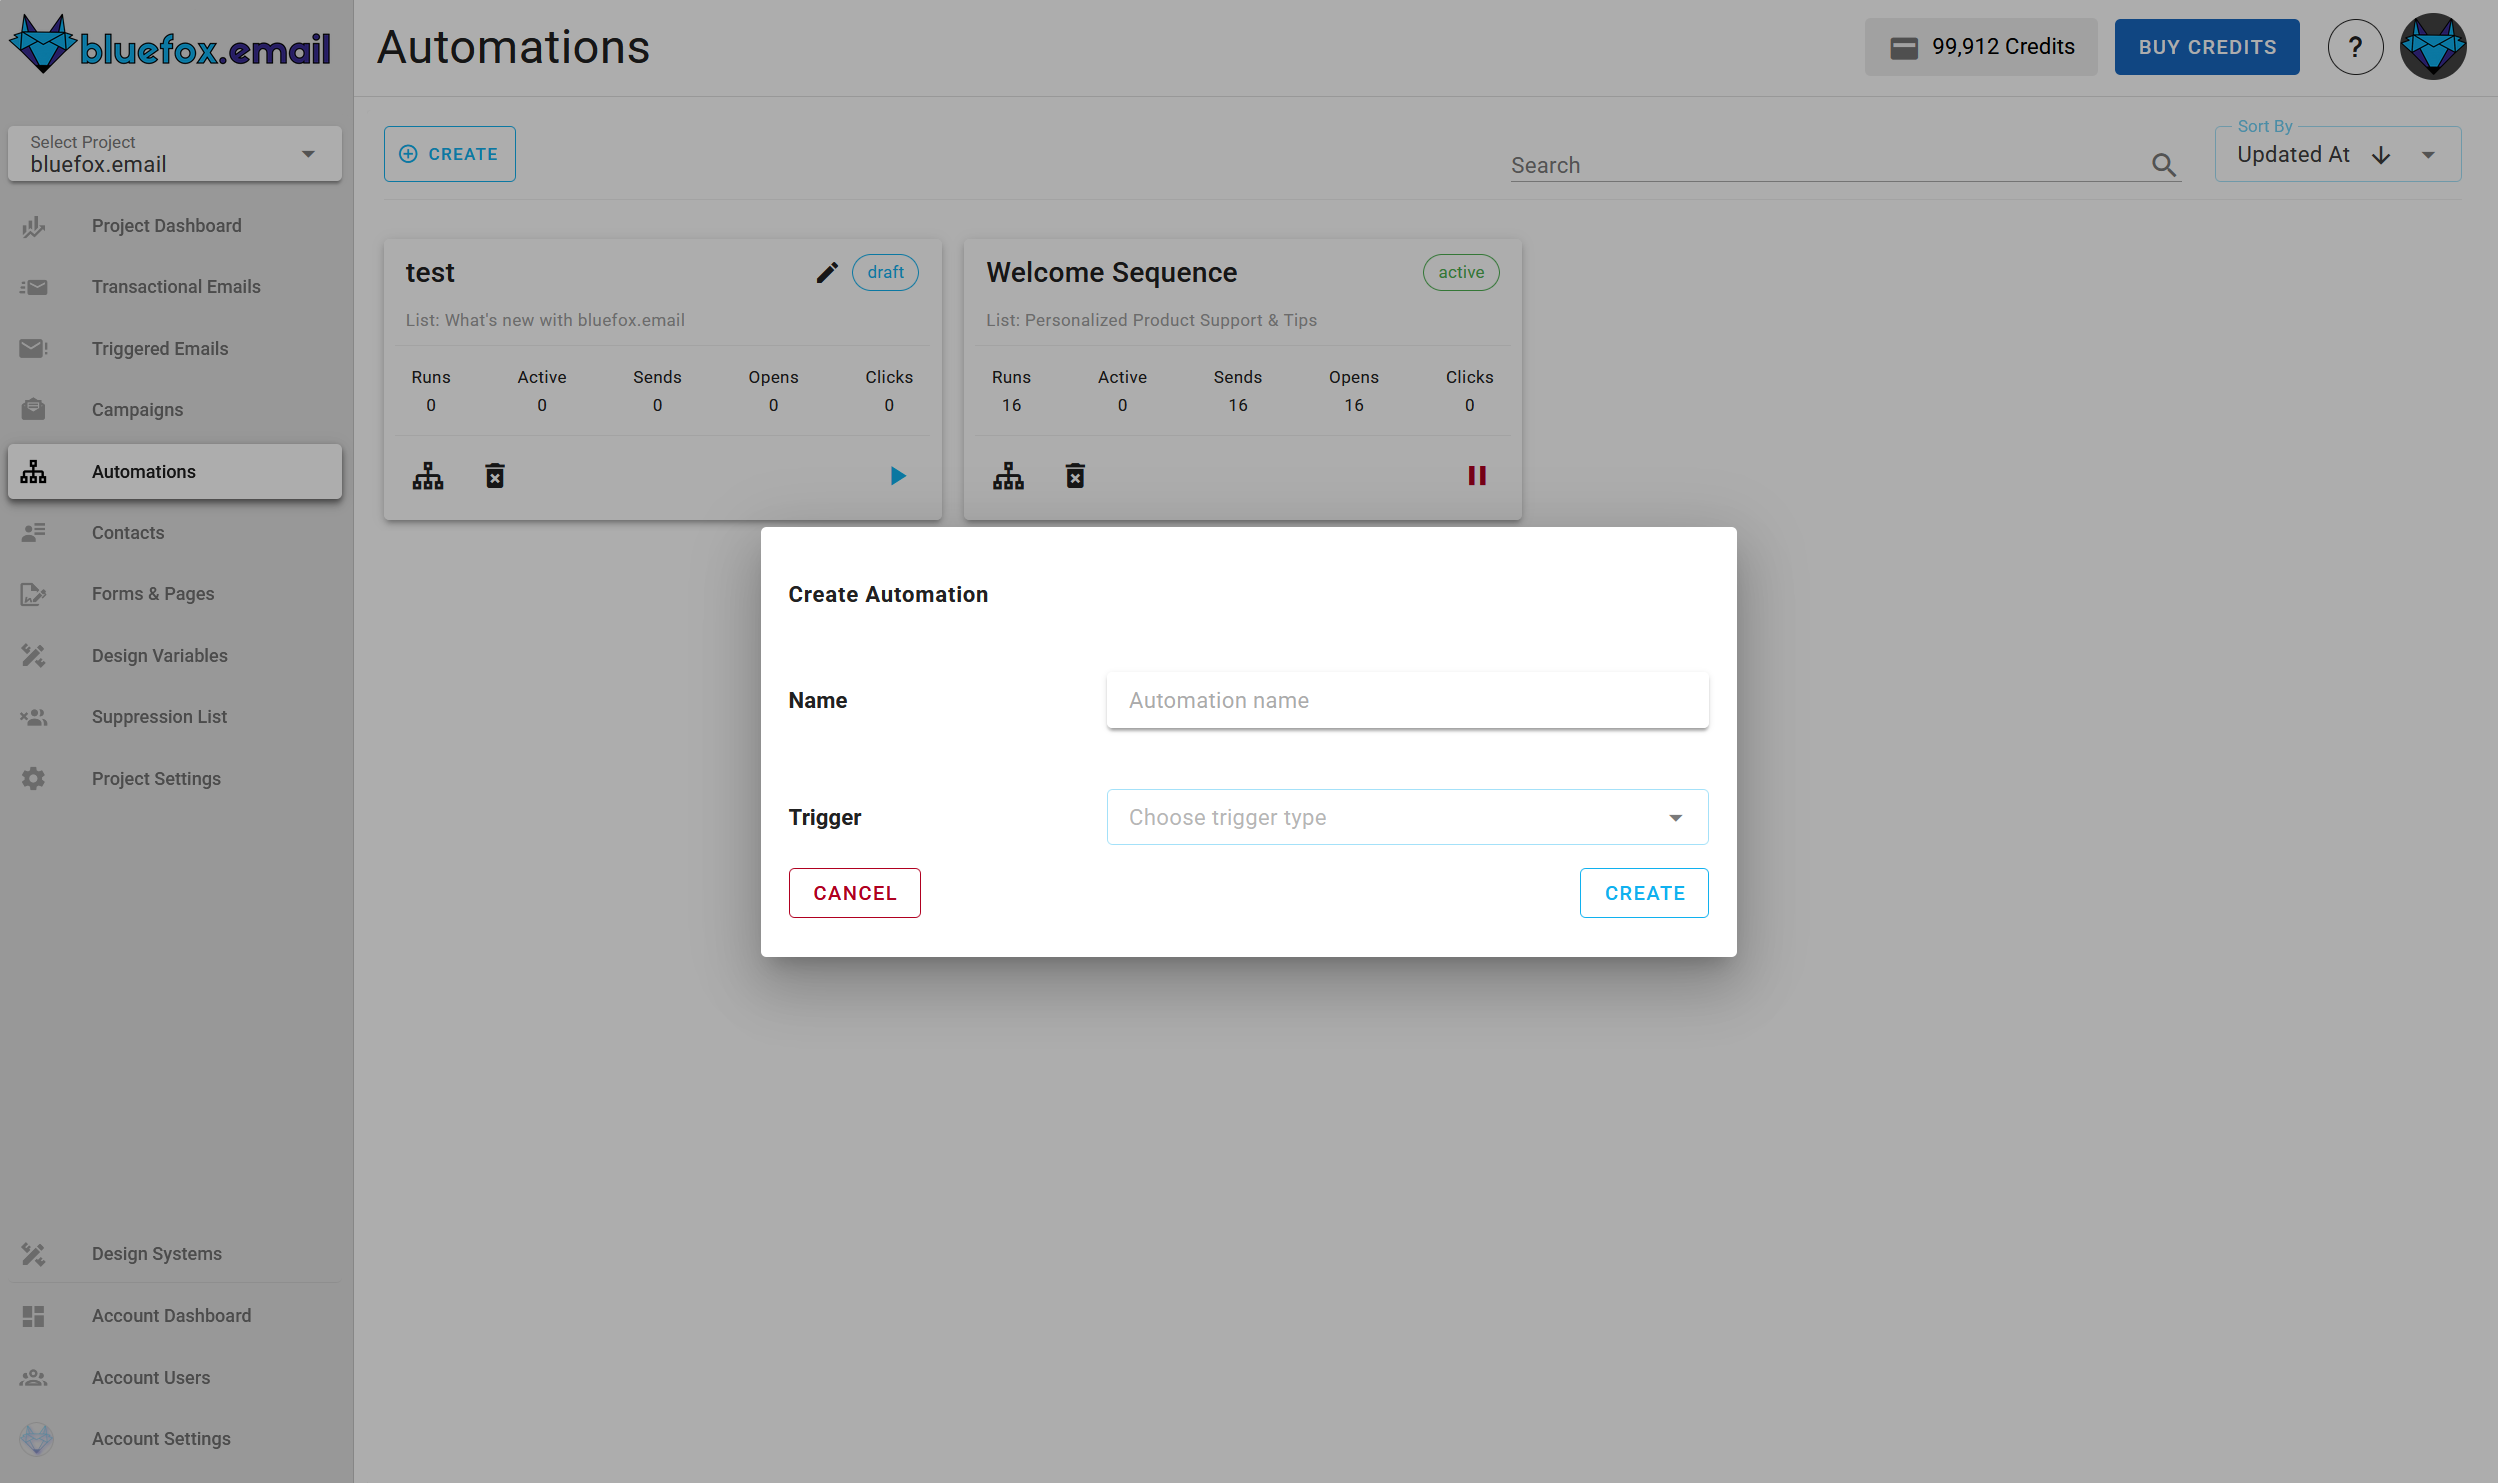 bluefox.email
Automations
99,912 Credits
BUY CREDITS
?
Select Project
bluefox.email
Project Dashboard
Transactional Emails
Triggered Emails
Campaigns
Automations
Contacts
Forms & Pages
Design Variables
Suppression List
Project Settings
Design Systems
Account Dashboard
Account Users
Account Settings
CREATE
Search
Sort By
Updated At
test
draft
List: What's new with bluefox.email
Runs Active Sends Opens Clicks
0 0 0 0 0
Welcome Sequence
active
List: Personalized Product Support & Tips
Runs Active Sends Opens Clicks
16 0 16 16 0
Create Automation
Name
Automation name
Trigger
Choose trigger type
CANCEL
CREATE